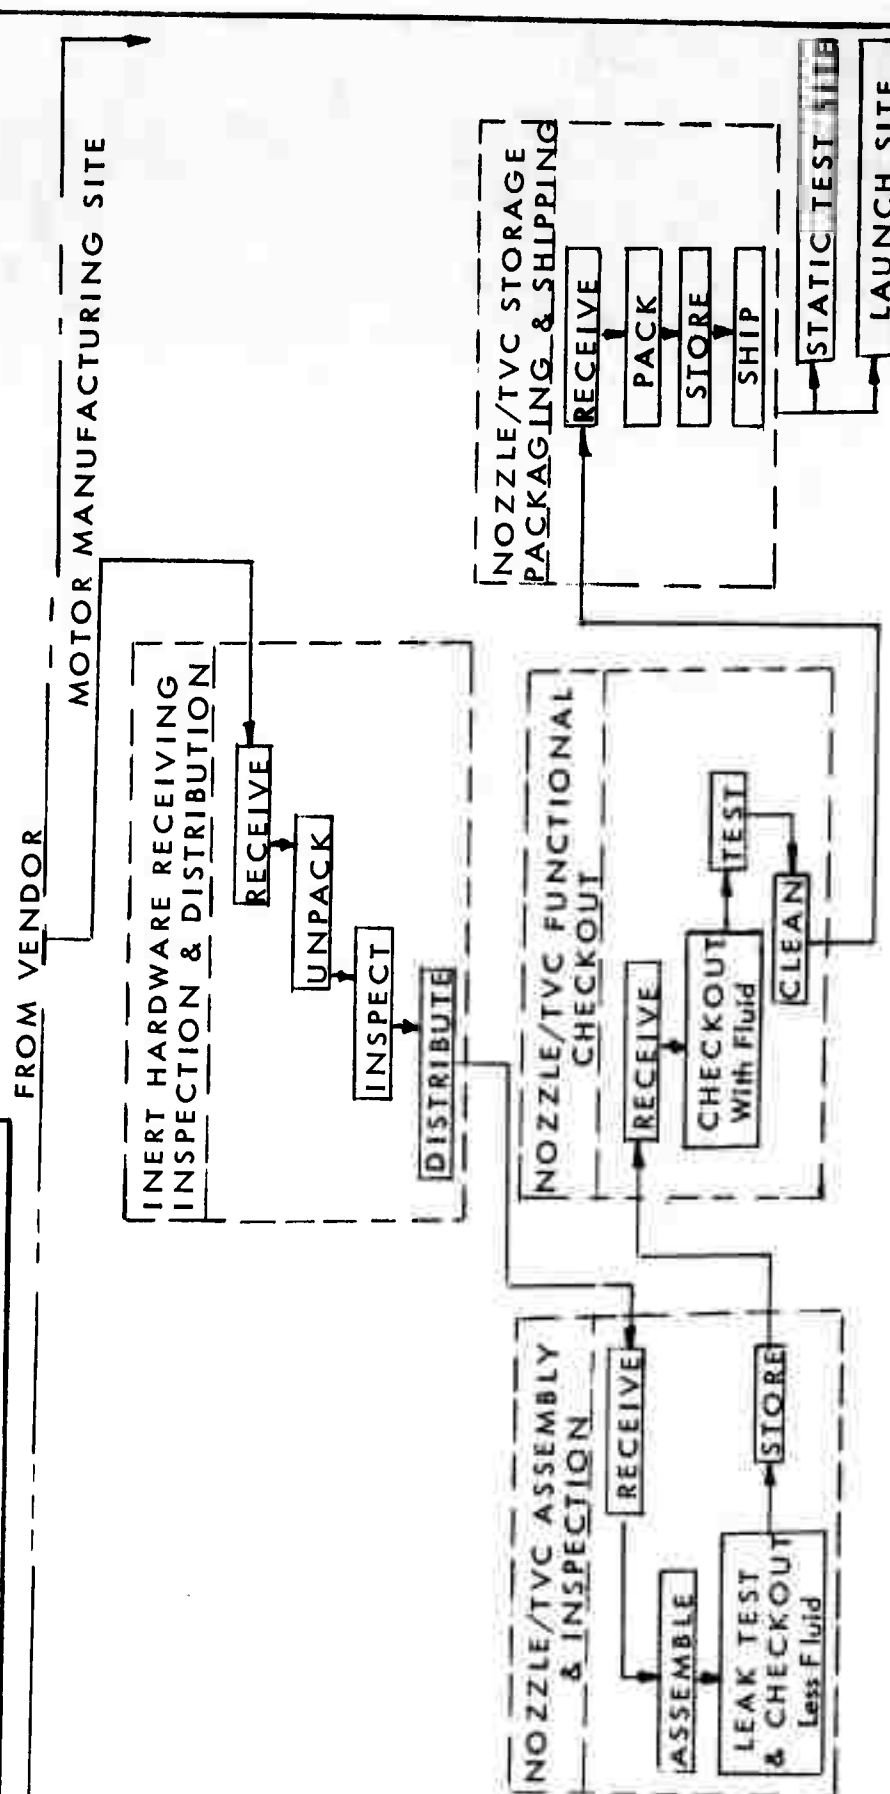 FROM VENDOR
MOTOR MANUFACTURING SITE
INERT HARDWARE RECEIVING
INSPECTION & DISTRIBUTION
RECEIVE
UNPACK
INSPECT
DISTRIBUTE
NOZZLE/TVC ASSEMBLY
& INSPECTION
RECEIVE
ASSEMBLE
LEAK TEST
& CHECKOUT
Less Fluid
STORE
NOZZLE/TVC FUNCTIONAL
CHECKOUT
RECEIVE
CHECKOUT
With Fluid
TEST
CLEAN
NOZZLE/TVC STORAGE
PACKAGING & SHIPPING
RECEIVE
PACK
STORE
SHIP
STATIC TEST SITE
LAUNCH SITE